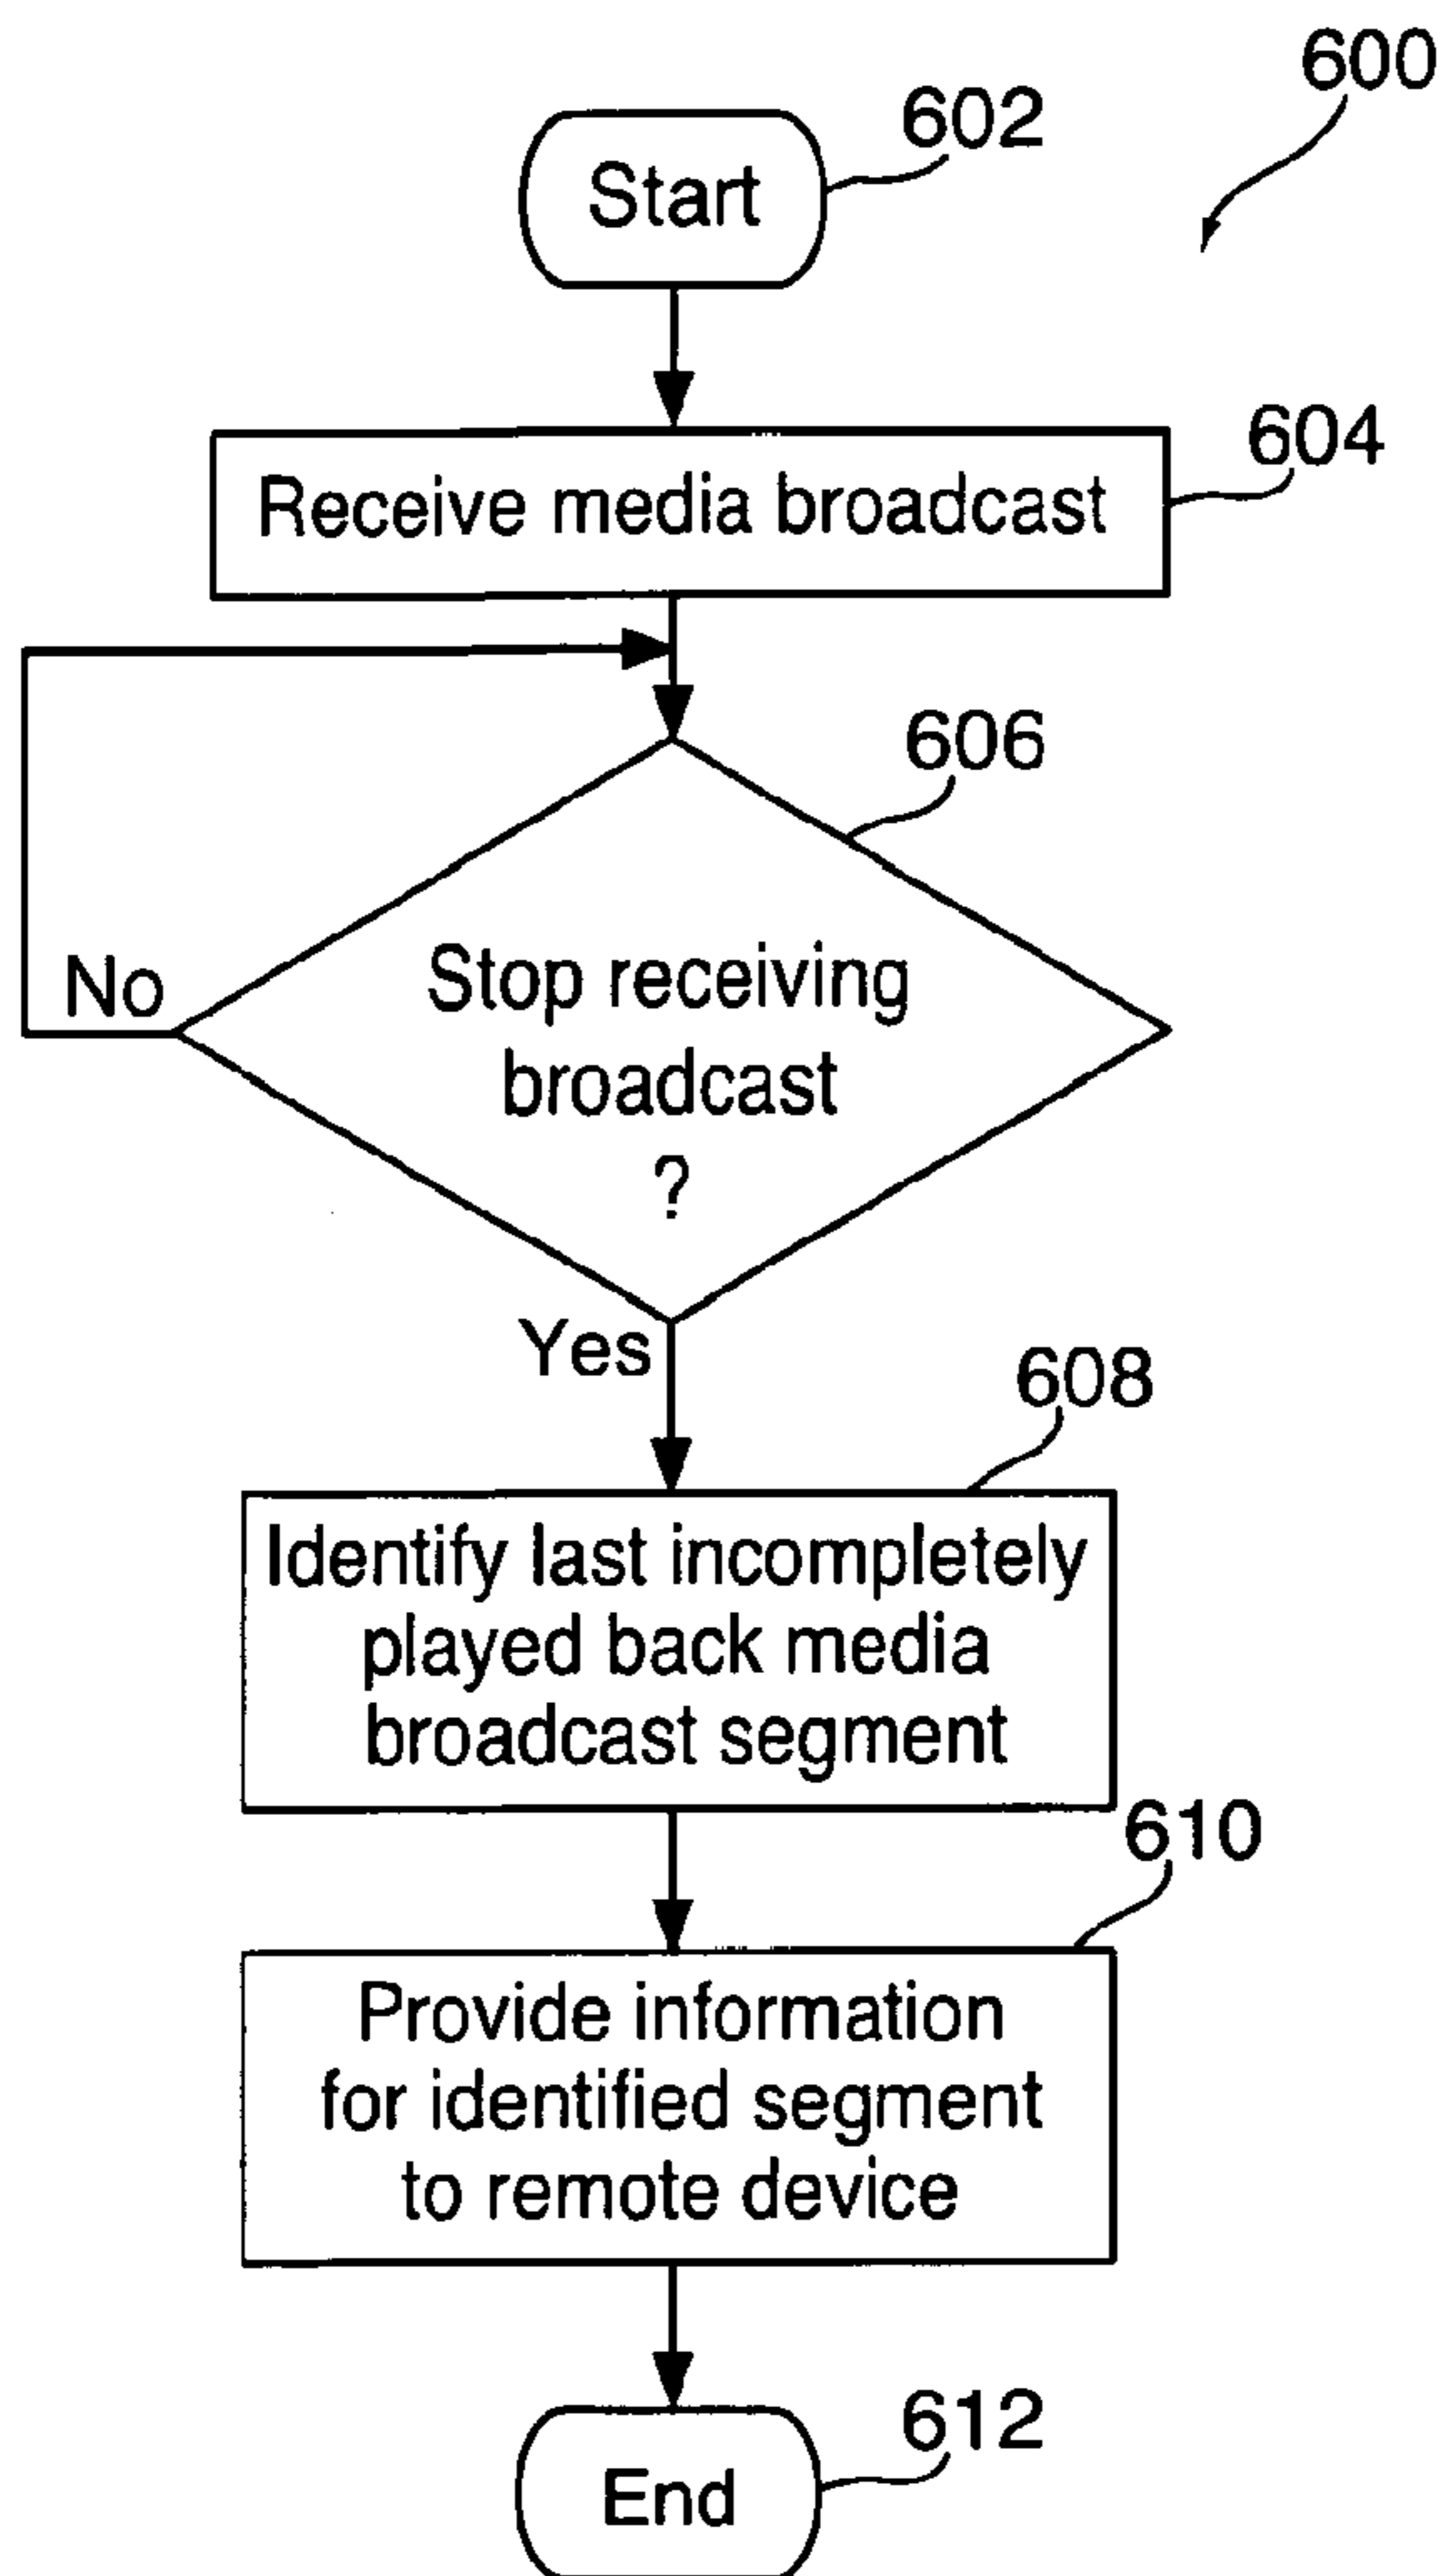 600
602
Start
604
Receive media broadcast
606
Stop receiving
broadcast
?
No
Yes
608
Identify last incompletely
played back media
broadcast segment
610
Provide information
for identified segment
to remote device
612
End